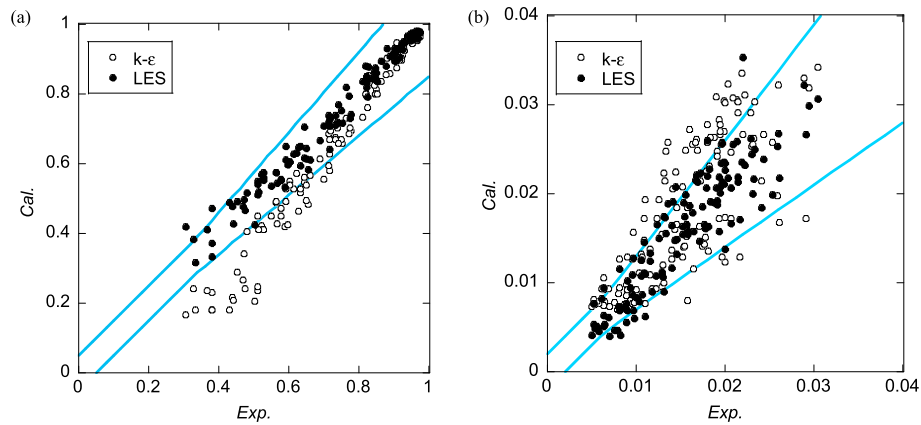 (a)
1
0.8
0.6
0.4
0.2
0
Cal.
k-ε
LES
0 0.2 0.4 0.6 0.8 1
Exp.
(b)
0.04
0.03
0.02
0.01
0
Cal.
k-ε
LES
0 0.01 0.02 0.03 0.04
Exp.